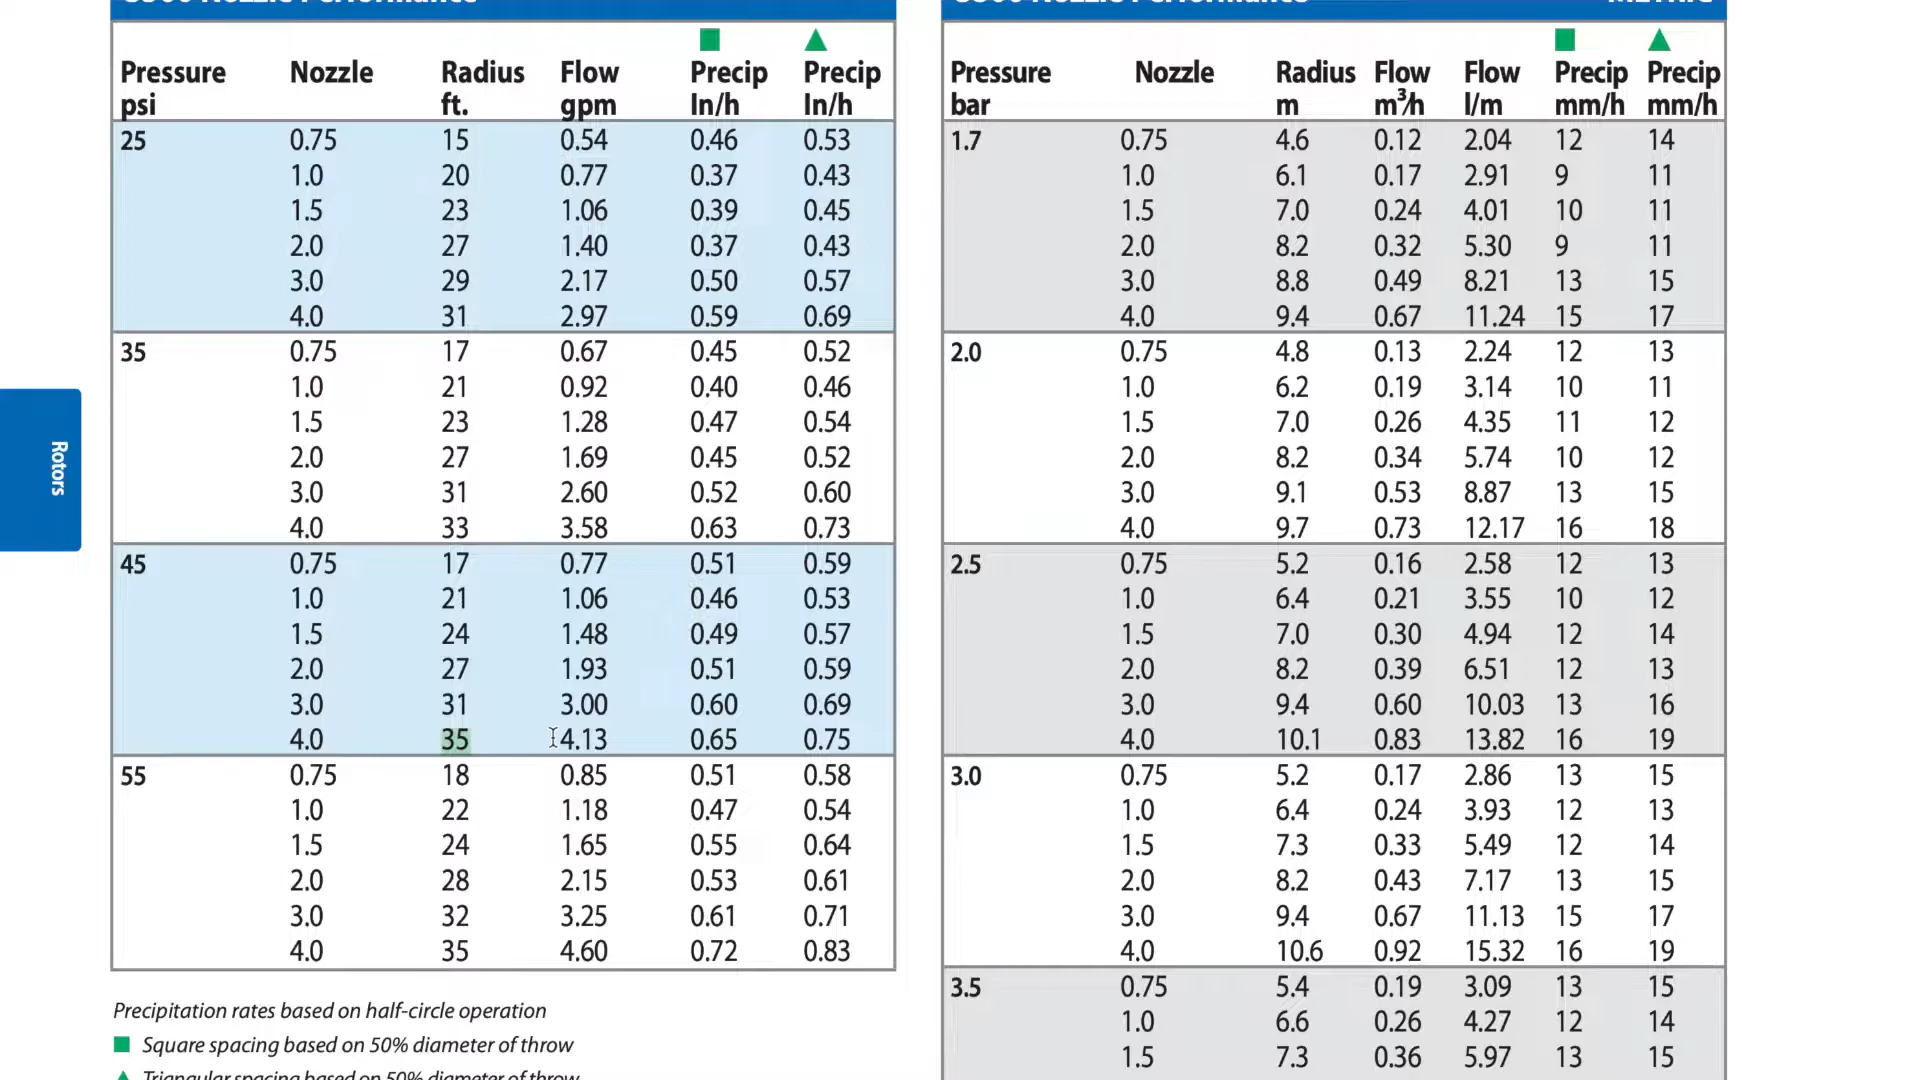 Pressure Nozzle Radius Flow Precip Precip
psi ft. gpm In/h In/h
25 0.75 15 0.54 0.46 0.53
1.0 20 0.77 0.37 0.43
1.5 23 1.06 0.39 0.45
2.0 27 1.40 0.37 0.43
3.0 29 2.17 0.50 0.57
4.0 31 2.97 0.59 0.69
35 0.75 17 0.67 0.45 0.52
1.0 21 0.92 0.40 0.46
1.5 23 1.28 0.47 0.54
2.0 27 1.69 0.45 0.52
3.0 31 2.60 0.52 0.60
4.0 33 3.58 0.63 0.73
45 0.75 17 0.77 0.51 0.59
1.0 21 1.06 0.46 0.53
1.5 24 1.48 0.49 0.57
2.0 27 1.93 0.51 0.59
3.0 31 3.00 0.60 0.69
4.0 35 4.13 0.65 0.75
55 0.75 18 0.85 0.51 0.58
1.0 22 1.18 0.47 0.54
1.5 24 1.65 0.55 0.64
2.0 28 2.15 0.53 0.61
3.0 32 3.25 0.61 0.71
4.0 35 4.60 0.72 0.83
Precipitation rates based on half-circle operation
■ Square spacing based on 50% diameter of throw
▲ Triangular spacing based on 50% diameter of throw
Nozzle Performance METRIC
Pressure Nozzle Radius Flow Flow Precip Precip
bar m m³/h l/m mm/h mm/h
1.7 0.75 4.6 0.12 2.04 12 14
1.0 6.1 0.17 2.91 9 11
1.5 7.0 0.24 4.01 10 11
2.0 8.2 0.32 5.30 9 11
3.0 8.8 0.49 8.21 13 15
4.0 9.4 0.67 11.24 15 17
2.0 0.75 4.8 0.13 2.24 12 13
1.0 6.2 0.19 3.14 10 11
1.5 7.0 0.26 4.35 11 12
2.0 8.2 0.34 5.74 10 12
3.0 9.1 0.53 8.87 13 15
4.0 9.7 0.73 12.17 16 18
2.5 0.75 5.2 0.16 2.58 12 13
1.0 6.4 0.21 3.55 10 12
1.5 7.0 0.30 4.94 12 14
2.0 8.2 0.39 6.51 12 13
3.0 9.4 0.60 10.03 13 16
4.0 10.1 0.83 13.82 16 19
3.0 0.75 5.2 0.17 2.86 13 15
1.0 6.4 0.24 3.93 12 13
1.5 7.3 0.33 5.49 12 14
2.0 8.2 0.43 7.17 13 15
3.0 9.4 0.67 11.13 15 17
4.0 10.6 0.92 15.32 16 19
3.5 0.75 5.4 0.19 3.09 13 15
1.0 6.6 0.26 4.27 12 14
1.5 7.3 0.36 5.97 13 15
Rotors